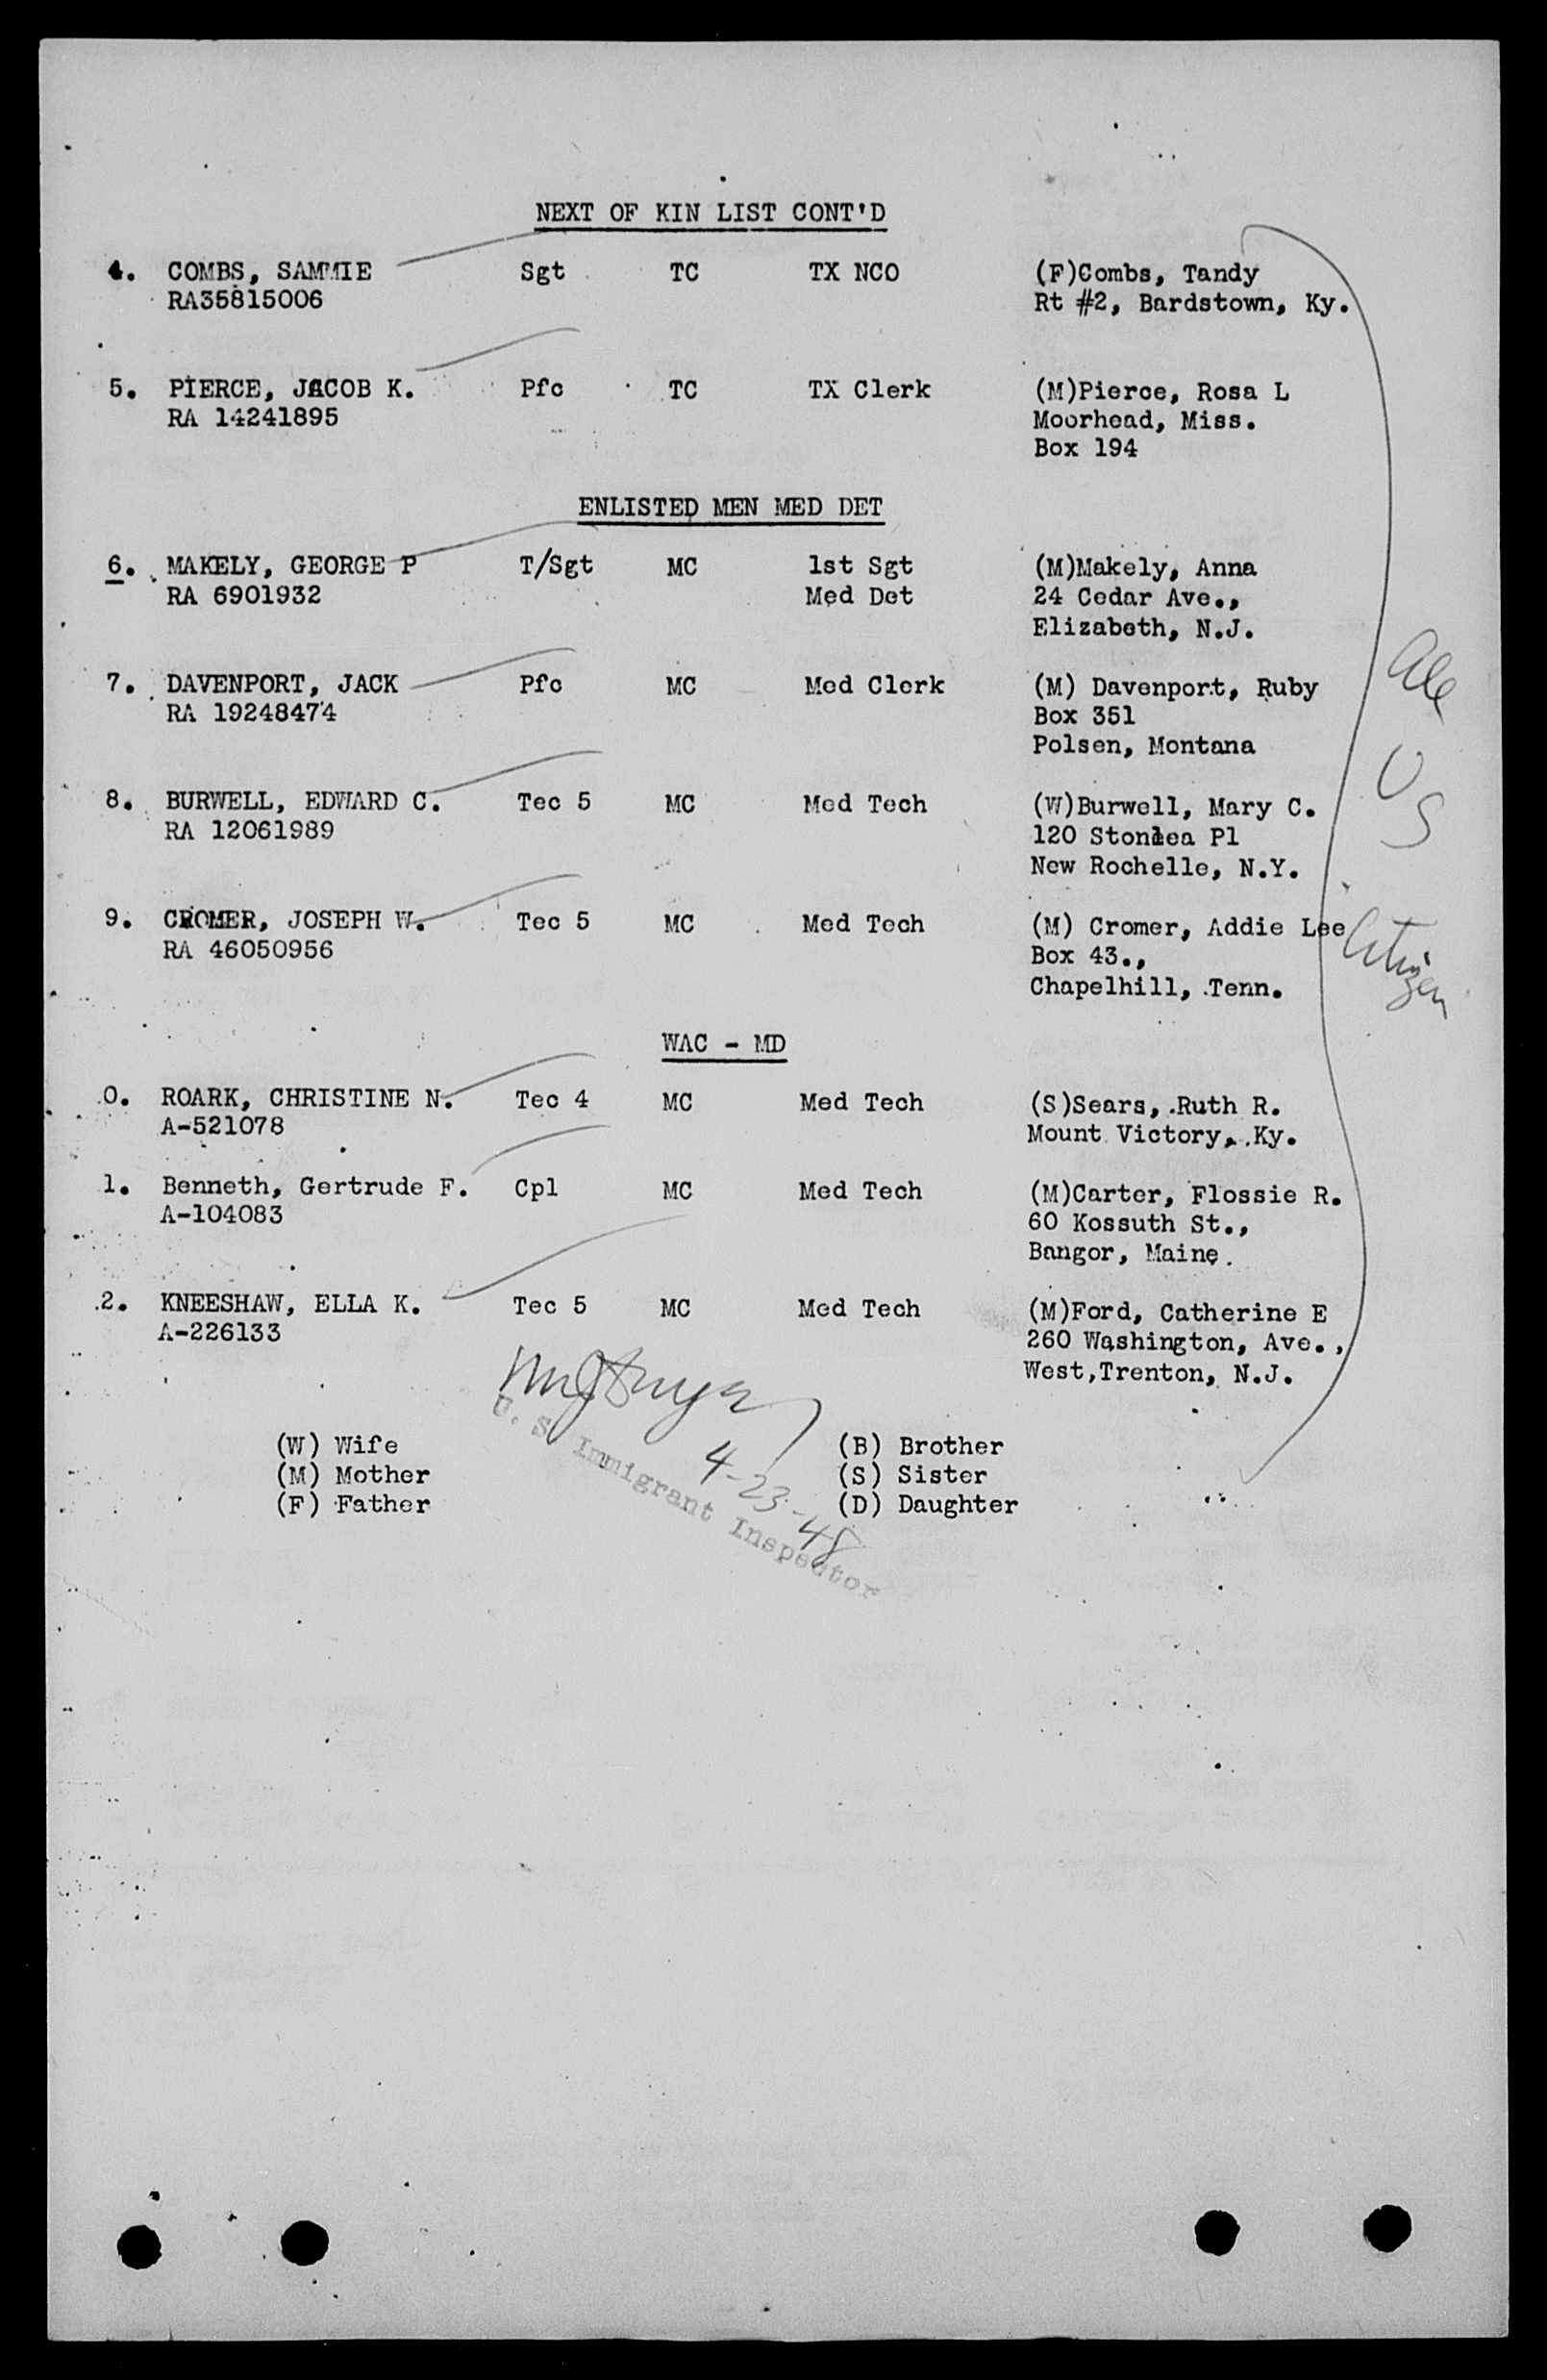 NEXT OF KIN LIST CONT'D
4. COMBS, SAMMIE Sgt TC TX NCO (F)Combs, Tandy
RA35815006 Rt #2, Bardstown, Ky.
5. PIERCE, JACOB K. Pfc TC TX Clerk (M)Pierce, Rosa L
RA 14241895 Moorhead, Miss.
Box 194
ENLISTED MEN MED DET
6. MAKELY, GEORGE P T/Sgt MC 1st Sgt (M)Makely, Anna
RA 6901932 Med Det 24 Cedar Ave.,
Elizabeth, N.J.
7. DAVENPORT, JACK Pfc MC Med Clerk (M) Davenport, Ruby
RA 19248474 Box 351
Polsen, Montana
8. BURWELL, EDWARD C. Tec 5 MC Med Tech (W)Burwell, Mary C.
RA 12061989 120 Stonlea Pl
New Rochelle, N.Y.
9. CROMER, JOSEPH W. Tec 5 MC Med Tech (M) Cromer, Addie Lee
RA 46050956 Box 43.,
Chapelhill, Tenn.
All
US
Citizen
WAC - MD
0. ROARK, CHRISTINE N. Tec 4 MC Med Tech (S)Sears, Ruth R.
A-521078 Mount Victory, Ky.
1. Benneth, Gertrude F. Cpl MC Med Tech (M)Carter, Flossie R.
A-104083 60 Kossuth St.,
Bangor, Maine.
2. KNEESHAW, ELLA K. Tec 5 MC Med Tech (M)Ford, Catherine E
A-226133 260 Washington, Ave.,
West,Trenton, N.J.
U. S. Immigrant Inspector
4-23-48
(W) Wife (B) Brother
(M) Mother (S) Sister
(F) Father (D) Daughter